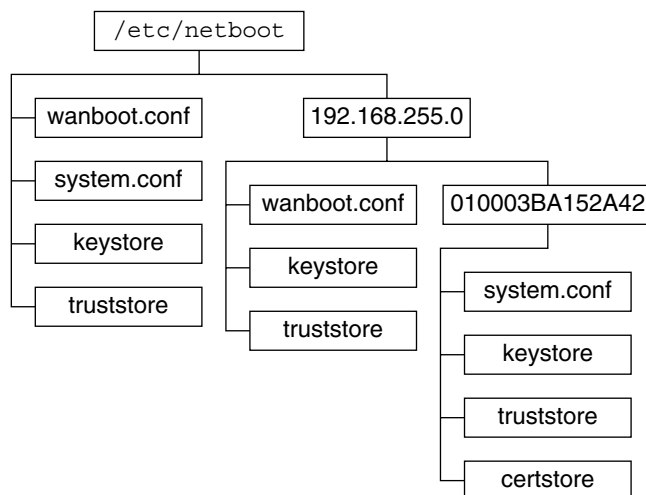 /etc/netboot
wanboot.conf
system.conf
keystore
truststore
192.168.255.0
wanboot.conf
keystore
truststore
010003BA152A42
system.conf
keystore
truststore
certstore